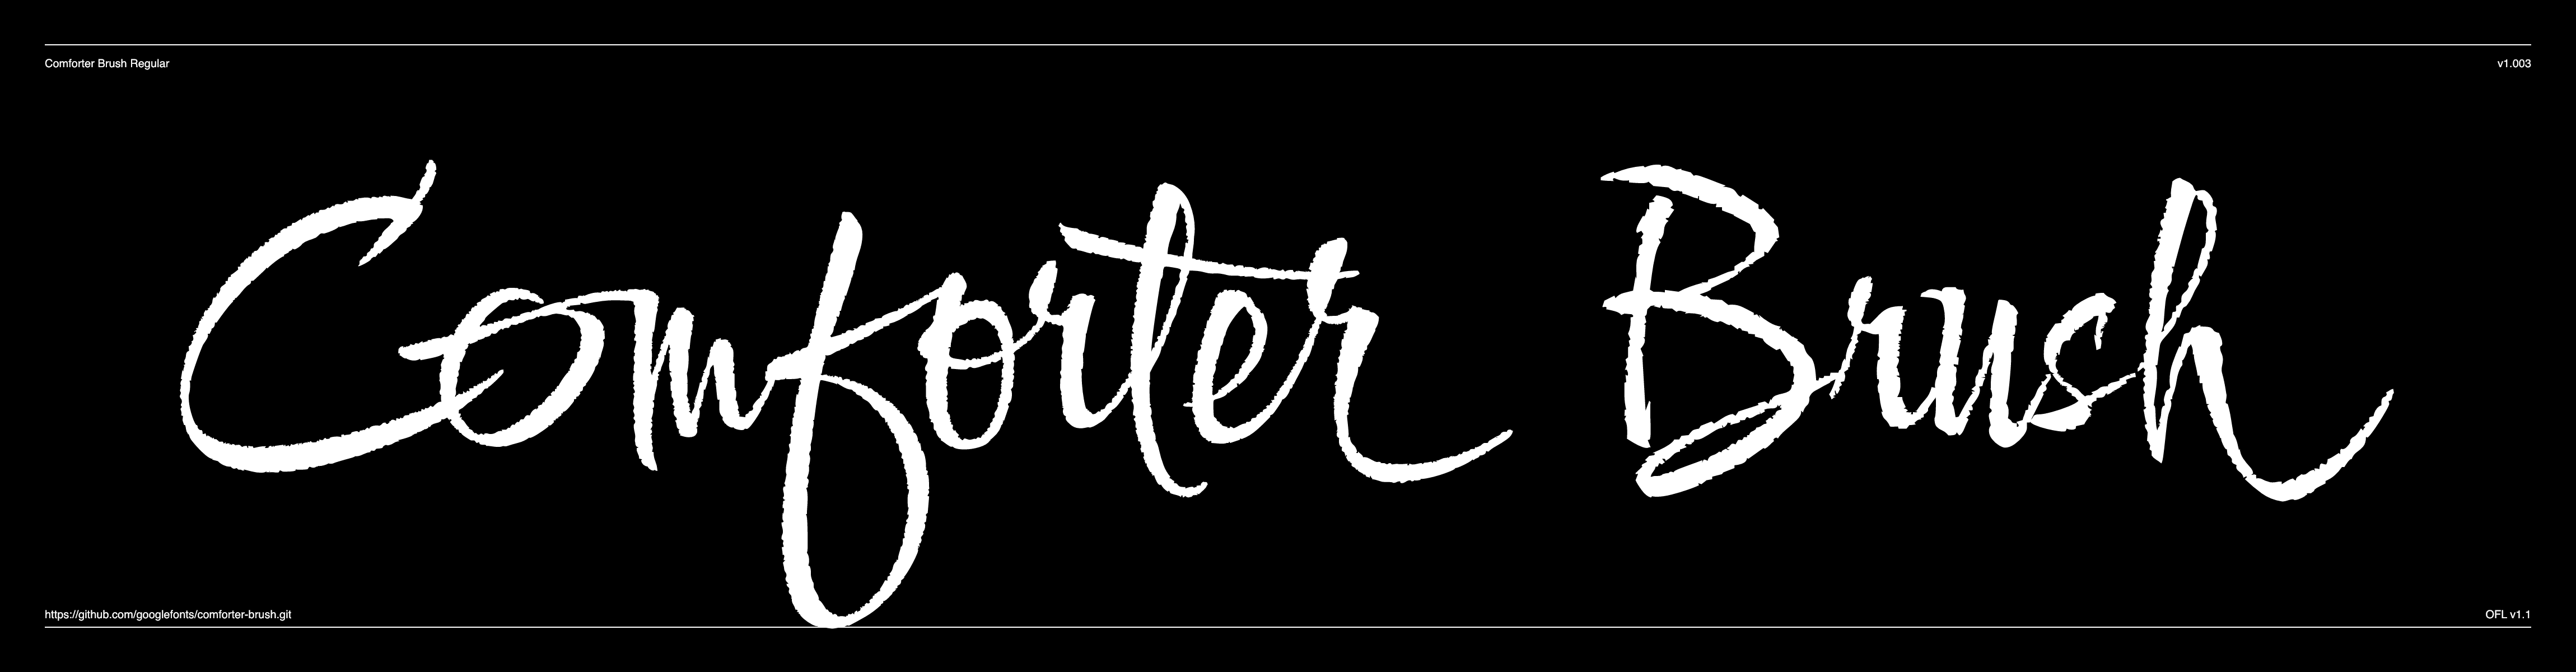 Comforter Brush Regular
v1.003
Comforter Brush
https://github.com/googlefonts/comforter-brush.git
OFL v1.1